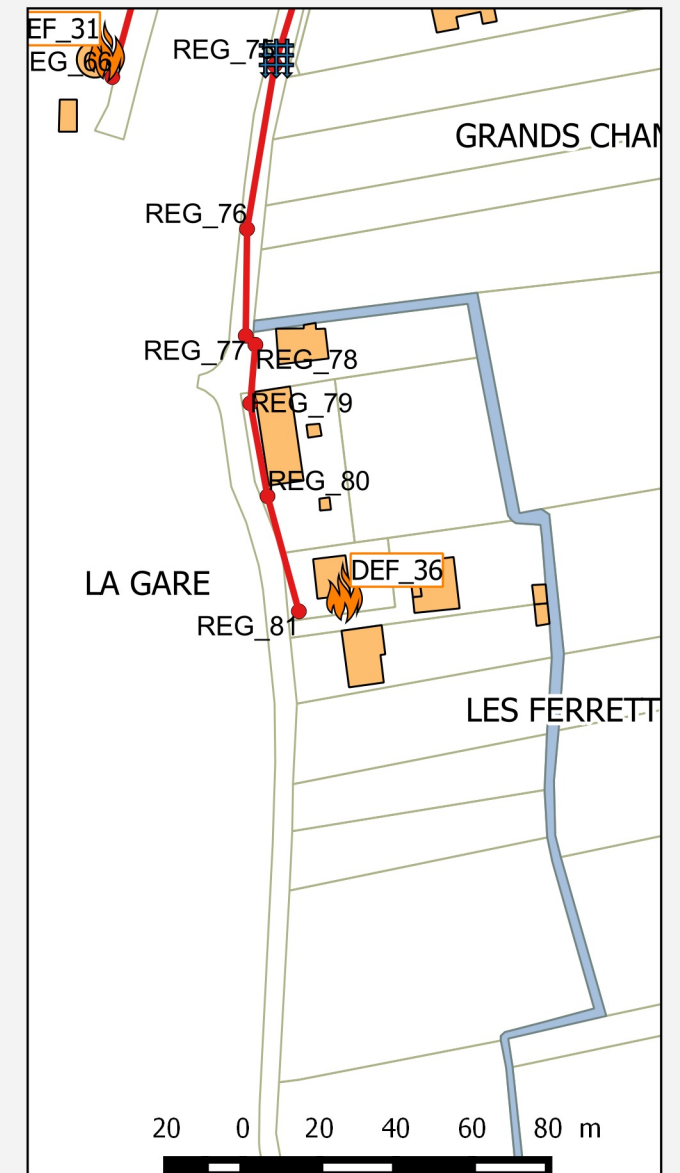 EF_31
REG_75
EG_66
GRANDS CHAN
REG_76
REG_77
REG_78
REG_79
REG_80
DEF_36
LA GARE
REG_81
LES FERRETT
20 0 20 40 60 80 m